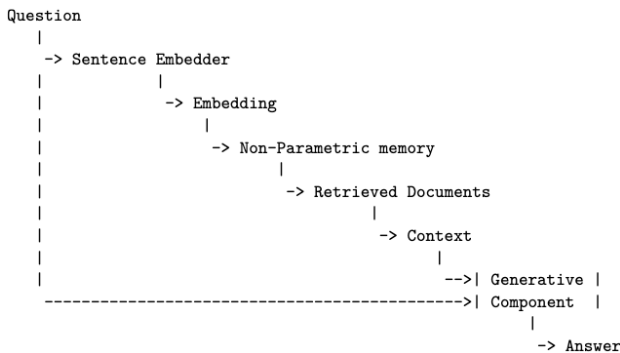 Question
|
-> Sentence Embedder
| |
| -> Embedding
| |
| -> Non-Parametric memory
| |
| -> Retrieved Documents
| |
| -> Context
| |
| -->| Generative |
--------------------------------------------->| Component |
|
-> Answer